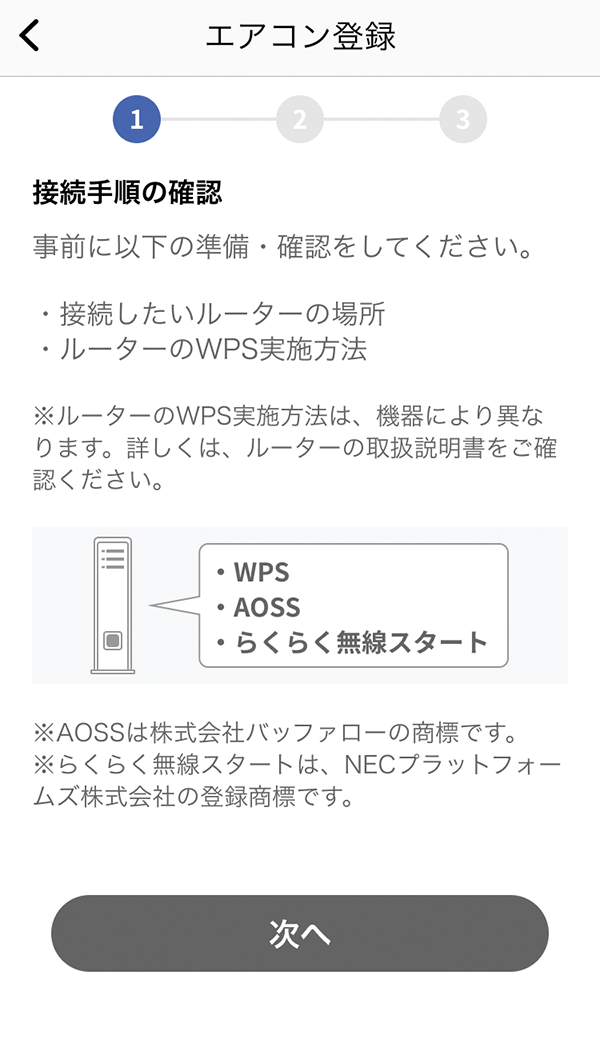 エアコン登録
1 2 3
接続手順の確認
事前に以下の準備・確認をしてください。
・接続したいルーターの場所
・ルーターのWPS実施方法
※ルーターのWPS実施方法は、機器により異な
ります。詳しくは、ルーターの取扱説明書をご確
認ください。
・WPS
・AOSS
・らくらく無線スタート
※AOSSは株式会社バッファローの商標です。
※らくらく無線スタートは、NECプラットフォー
ムズ株式会社の登録商標です。
次へ